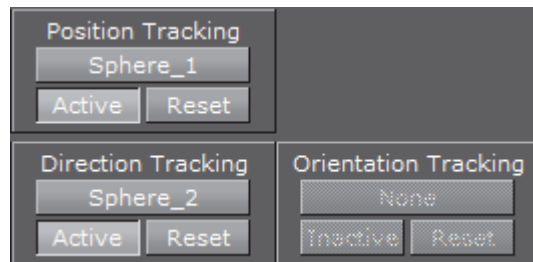 Position Tracking
Sphere_1
Active Reset
Direction Tracking
Sphere_2
Active Reset
Orientation Tracking
None
Inactive Reset